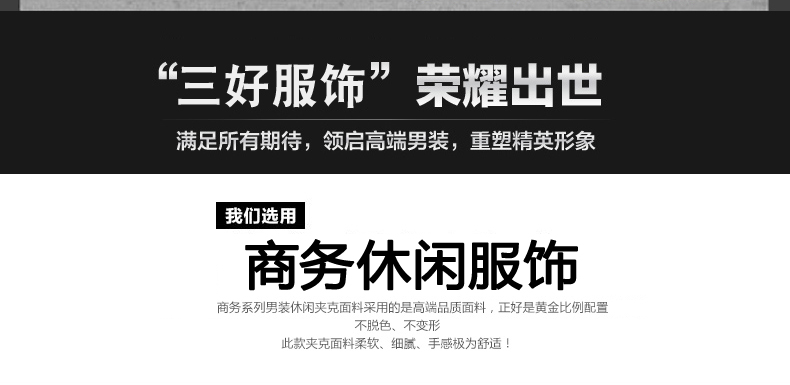 “三好服饰”荣耀出世
满足所有期待，领启高端男装，重塑精英形象
我们选用
商务休闲服饰
商务系列男装休闲夹克面料采用的是高端品质面料，正好是黄金比例配置
不脱色、不变形
此款夹克面料柔软、细腻、手感极为舒适！